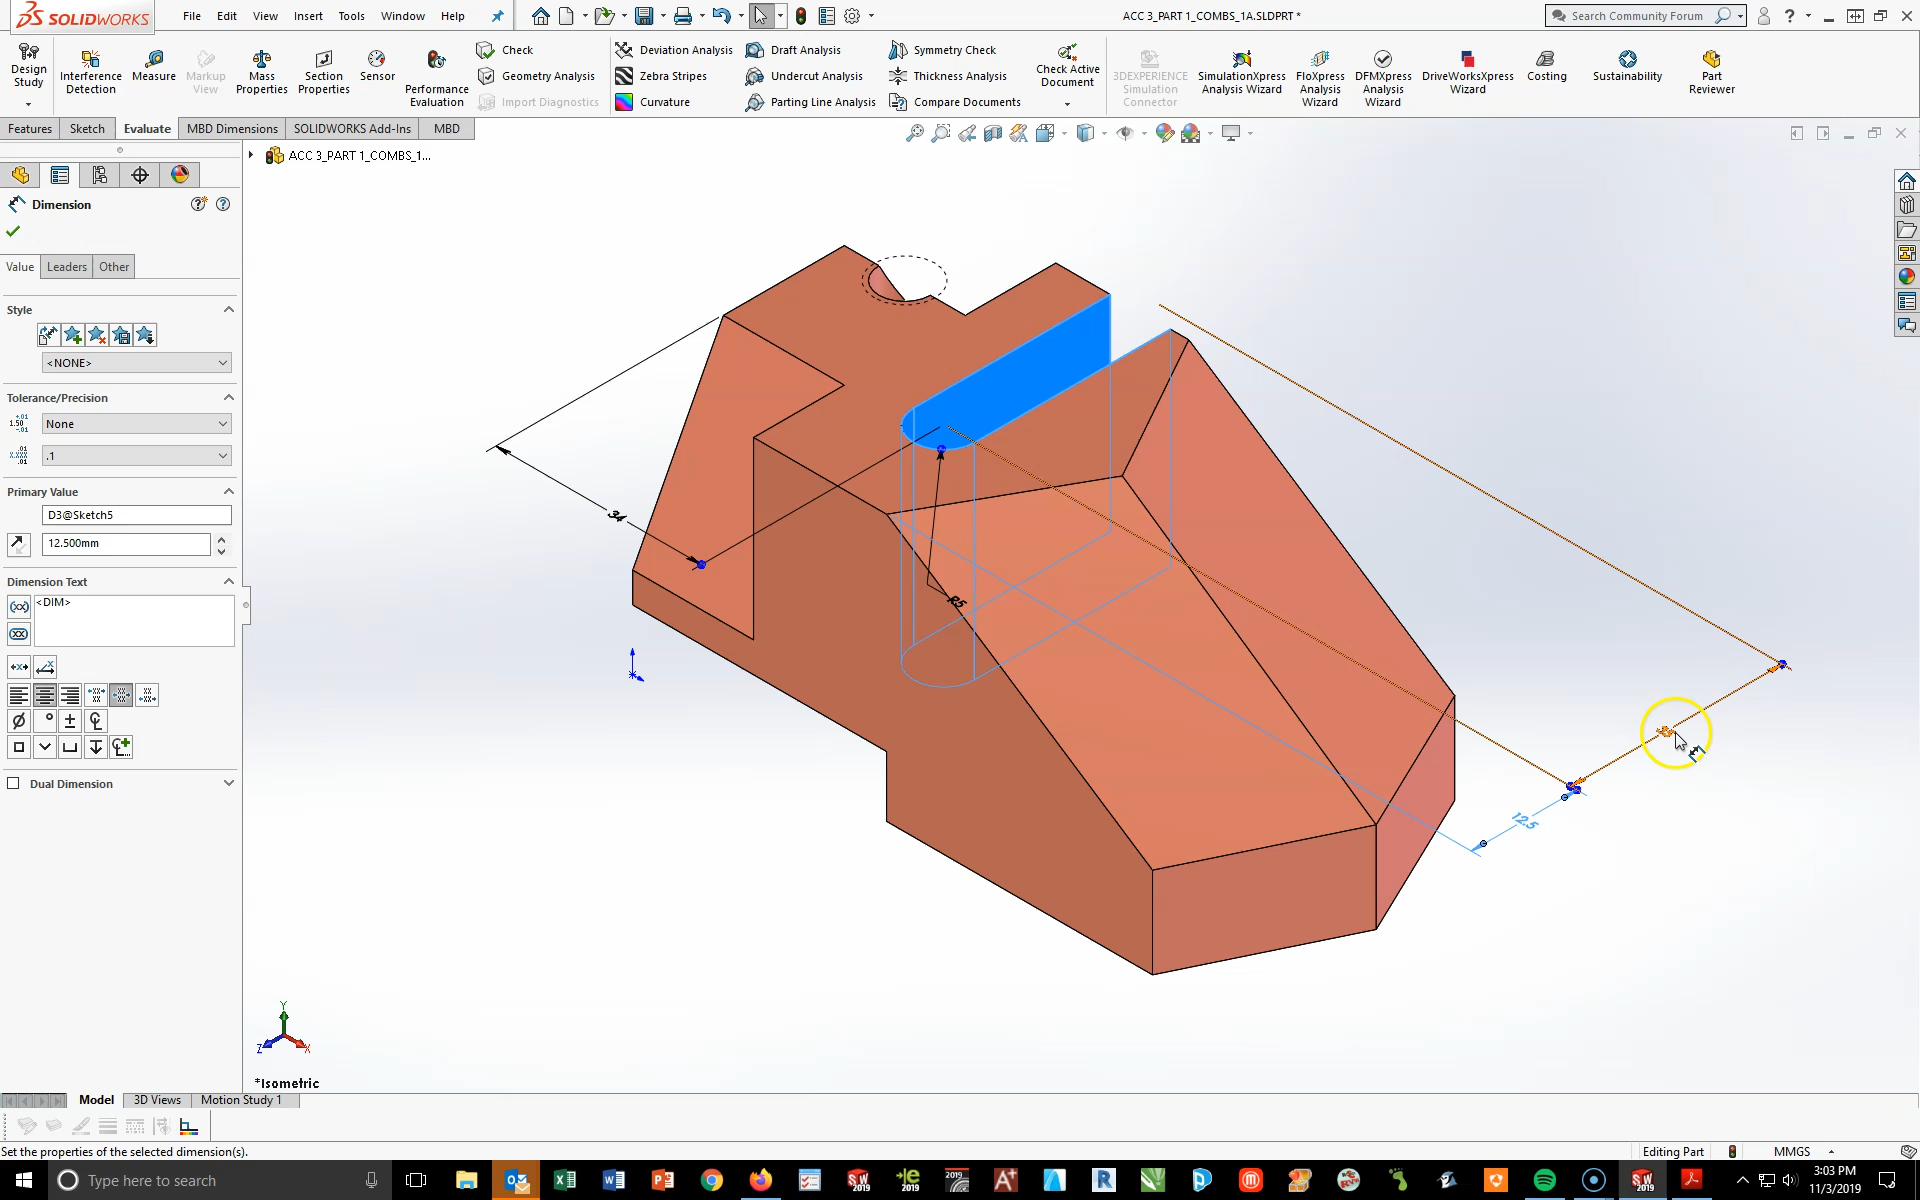 SOLIDWORKS
File Edit View Insert Tools Window Help
ACC 3_PART 1_COMBS_1A.SLDPRT *
Search Community Forum
Design Study
Interference Detection
Measure
Markup View
Mass Properties
Section Properties
Sensor
Performance Evaluation
Check
Geometry Analysis
Import Diagnostics
Deviation Analysis
Zebra Stripes
Curvature
Draft Analysis
Undercut Analysis
Parting Line Analysis
Symmetry Check
Thickness Analysis
Compare Documents
Check Active Document
3DEXPERIENCE Simulation Connector
SimulationXpress Analysis Wizard
FloXpress Analysis Wizard
DFMXpress Analysis Wizard
DriveWorksXpress Wizard
Costing
Sustainability
Part Reviewer
Features Sketch Evaluate MBD Dimensions SOLIDWORKS Add-Ins MBD
ACC 3_PART 1_COMBS_1...
Dimension
Value Leaders Other
Style
<NONE>
Tolerance/Precision
None
.1
Primary Value
D3@Sketch5
12.500mm
Dimension Text
<DIM>
Dual Dimension
34
R5
12.5
Y
Z
X
*Isometric
Model 3D Views Motion Study 1
Set the properties of the selected dimension(s).
Editing Part
MMGS
Type here to search
3:03 PM
11/3/2019